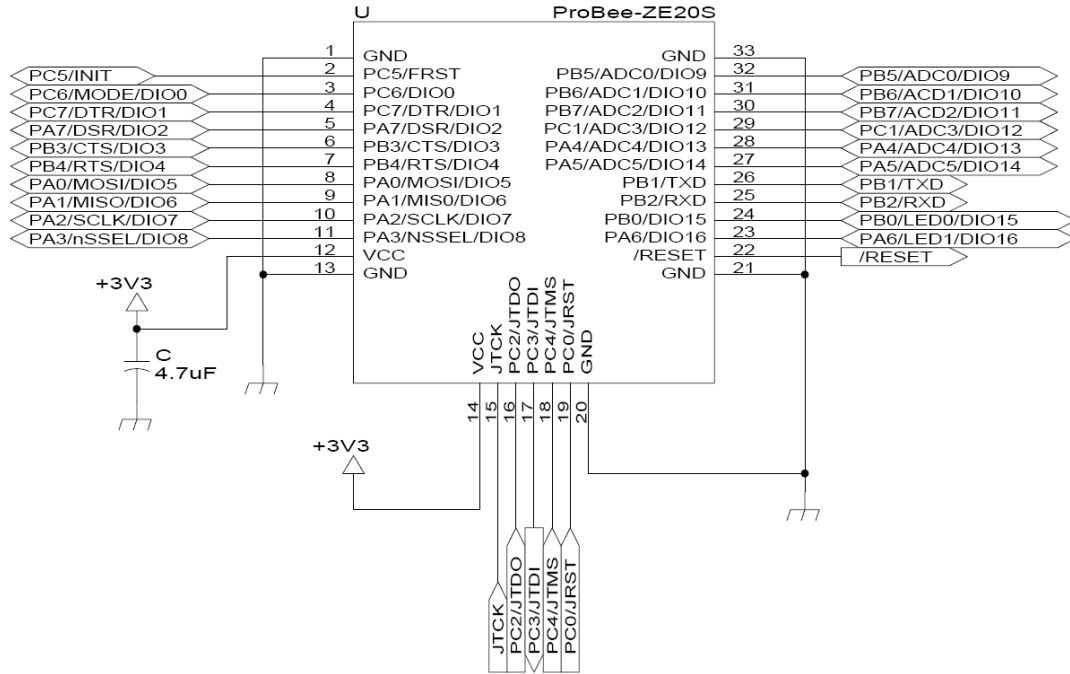 U ProBee-ZE20S
1 GND GND 33
PC5/INIT 2 PC5/FRST PB5/ADC0/DIO9 32 PB5/ADC0/DIO9
PC6/MODE/DIO0 3 PC6/DIO0 PB6/ADC1/DIO10 31 PB6/ACD1/DIO10
PC7/DTR/DIO1 4 PC7/DTR/DIO1 PB7/ADC2/DIO11 30 PB7/ACD2/DIO11
PA7/DSR/DIO2 5 PA7/DSR/DIO2 PC1/ADC3/DIO12 29 PC1/ADC3/DIO12
PB3/CTS/DIO3 6 PB3/CTS/DIO3 PA4/ADC4/DIO13 28 PA4/ADC4/DIO13
PB4/RTS/DIO4 7 PB4/RTS/DIO4 PA5/ADC5/DIO14 27 PA5/ADC5/DIO14
PA0/MOSI/DIO5 8 PA0/MOSI/DIO5 PB1/TXD 26 PB1/TXD
PA1/MISO/DIO6 9 PA1/MIS0/DIO6 PB2/RXD 25 PB2/RXD
PA2/SCLK/DIO7 10 PA2/SCLK/DIO7 PB0/DIO15 24 PB0/LED0/DIO15
PA3/nSSEL/DIO8 11 PA3/NSSEL/DIO8 PA6/DIO16 23 PA6/LED1/DIO16
12 VCC /RESET 22 /RESET
13 GND GND 21
+3V3
C
4.7uF
VCC
JTCK
PC2/JTDO
PC3/JTDI
PC4/JTMS
PC0/JRST
GND
14
15
16
17
18
19
20
+3V3
JTCK
PC2/JTDO
PC3/JTDI
PC4/JTMS
PC0/JRST